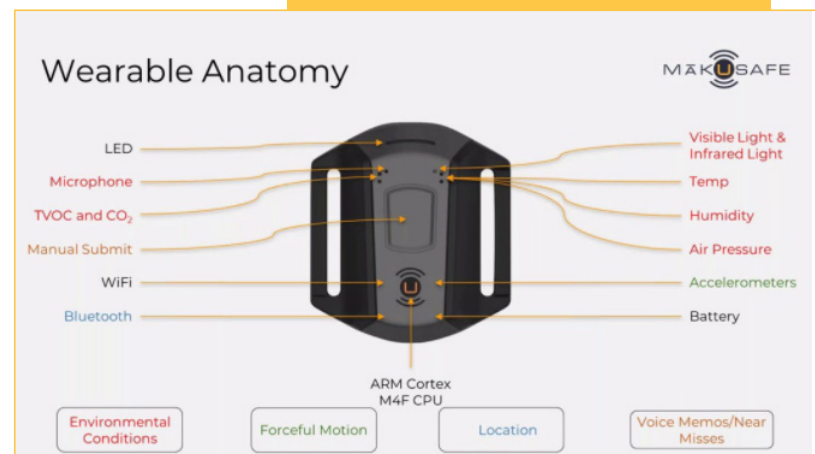 Wearable Anatomy
MĀKUSAFE
LED
Microphone
TVOC and CO₂
Manual Submit
WiFi
Bluetooth
Visible Light &
Infrared Light
Temp
Humidity
Air Pressure
Accelerometers
Battery
U
ARM Cortex
M4F CPU
Environmental
Conditions
Forceful Motion
Location
Voice Memos/Near
Misses